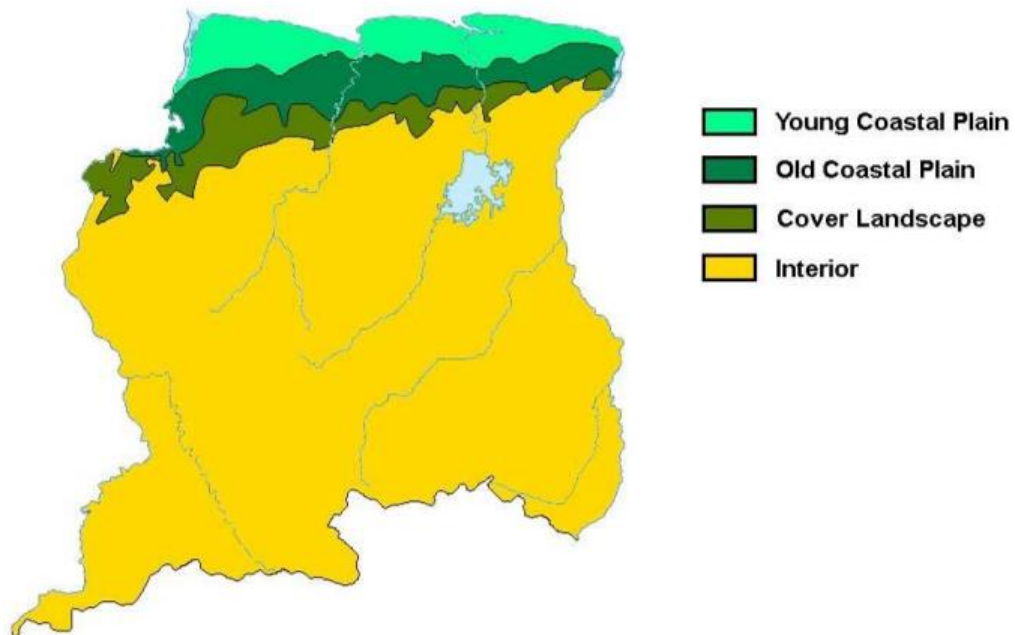 Young Coastal Plain
Old Coastal Plain
Cover Landscape
Interior